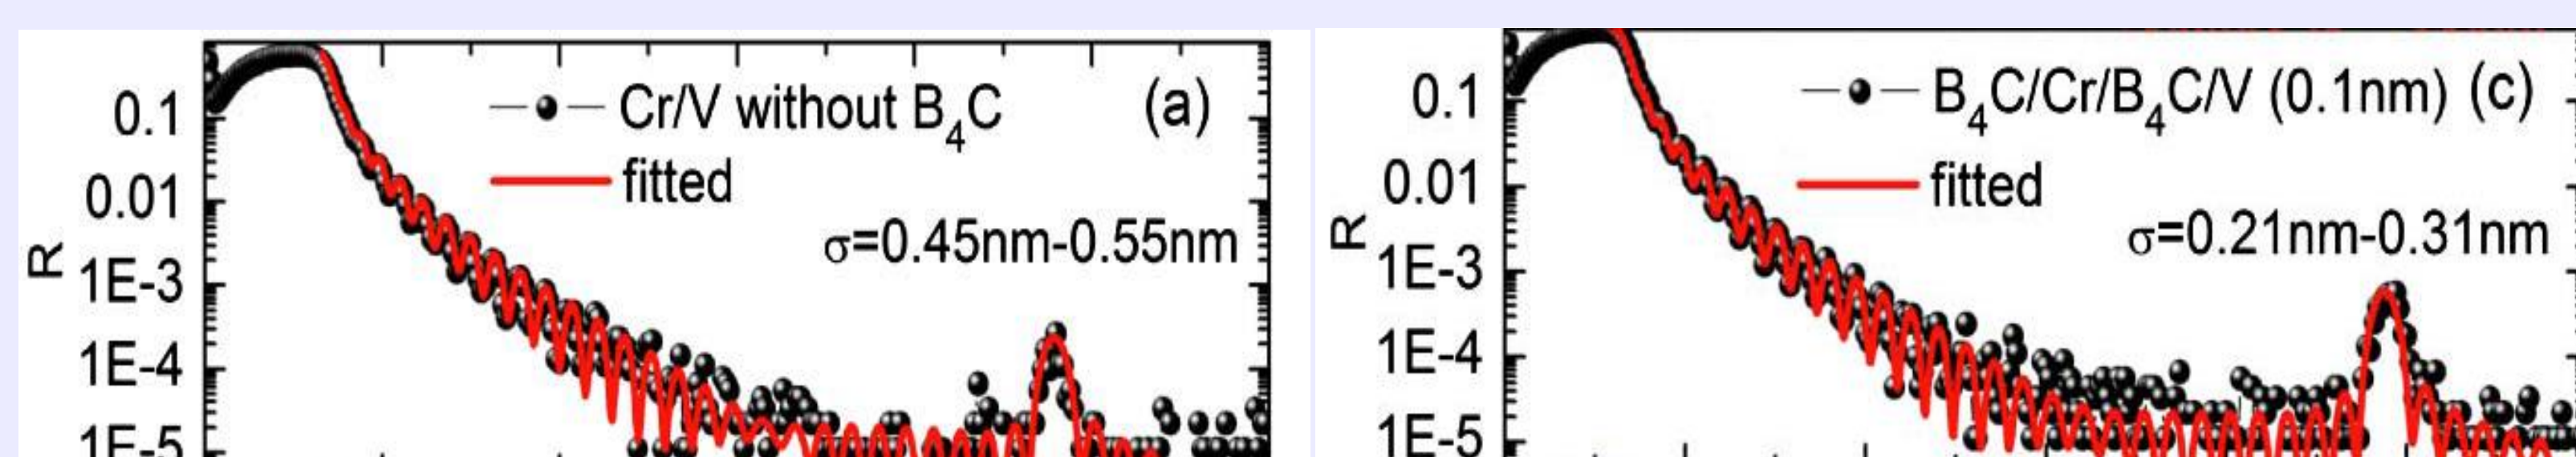 Cr/V without B₄C (a)
fitted
σ=0.45nm-0.55nm
R
0.1
0.01
1E-3
1E-4
1E-5
B₄C/Cr/B₄C/V (0.1nm) (c)
fitted
σ=0.21nm-0.31nm
R
0.1
0.01
1E-3
1E-4
1E-5